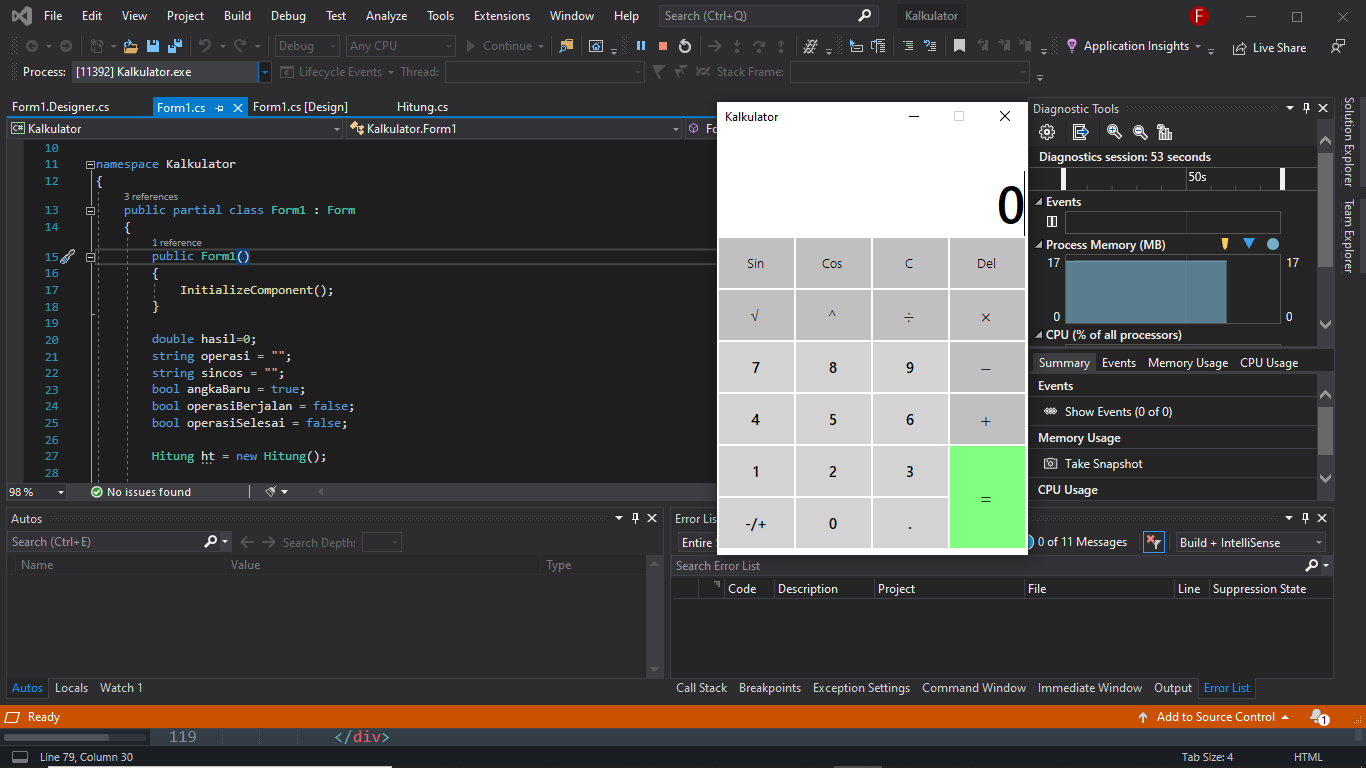 File Edit View Project Build Debug Test Analyze Tools Extensions Window Help Search (Ctrl+Q) Kalkulator F
Debug Any CPU Continue Application Insights Live Share
Process: [11392] Kalkulator.exe Lifecycle Events Thread: Stack Frame:
Form1.Designer.cs Form1.cs Form1.cs [Design] Hitung.cs
C# Kalkulator Kalkulator.Form1
10
11 namespace Kalkulator
12 {
3 references
13 public partial class Form1 : Form
14 {
1 reference
15 public Form1()
16 {
17 InitializeComponent();
18 }
19
20 double hasil=0;
21 string operasi = "";
22 string sincos = "";
23 bool angkaBaru = true;
24 bool operasiBerjalan = false;
25 bool operasiSelesai = false;
26
27 Hitung ht = new Hitung();
28
98 % No issues found
Kalkulator
0
Sin Cos C Del
√ ^ ÷ ×
7 8 9 −
4 5 6 +
1 2 3 =
-/+ 0 .
Diagnostic Tools
Diagnostics session: 53 seconds
50s
Events
Process Memory (MB)
17 17
0 0
CPU (% of all processors)
Summary Events Memory Usage CPU Usage
Events
Show Events (0 of 0)
Memory Usage
Take Snapshot
CPU Usage
Solution Explorer
Team Explorer
Autos
Search (Ctrl+E) Search Depth:
Name Value Type
Autos Locals Watch 1
Error Lis
Entire 0 of 11 Messages Build + IntelliSense
Search Error List
Code Description Project File Line Suppression State
Call Stack Breakpoints Exception Settings Command Window Immediate Window Output Error List
Ready Add to Source Control 1
119 </div>
Line 79, Column 30 Tab Size: 4 HTML